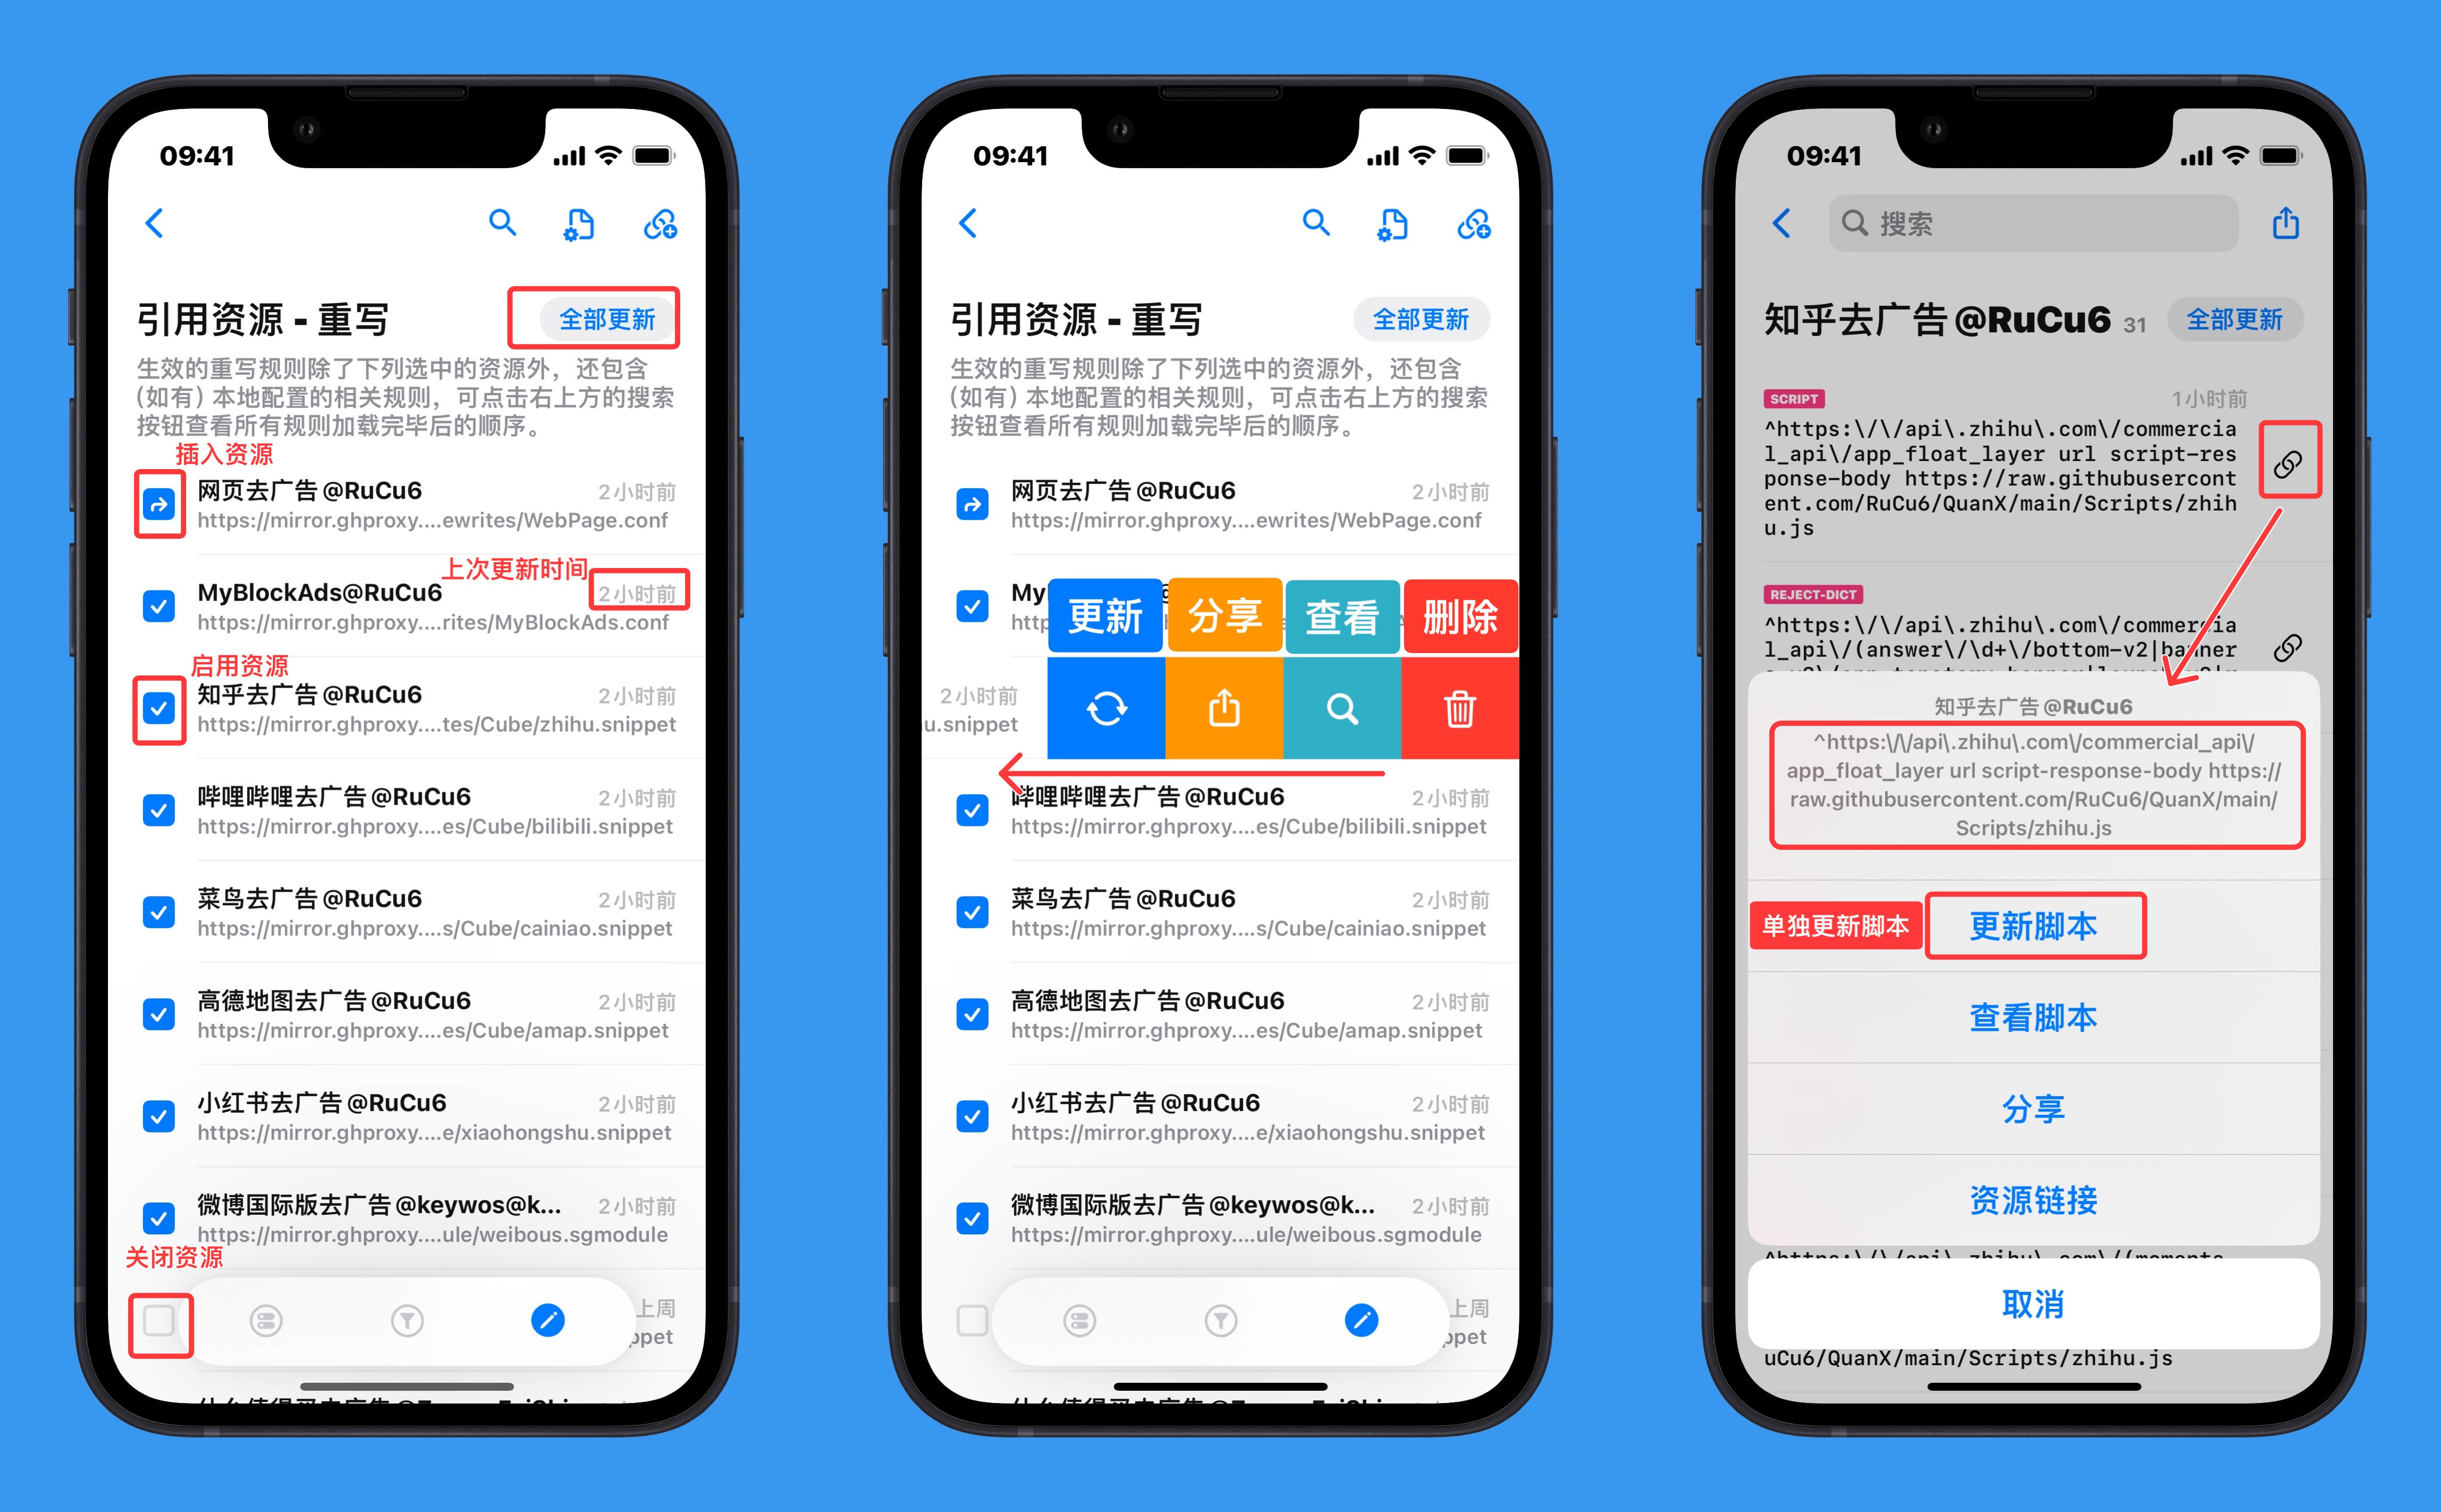 09:41
引用资源 - 重写
全部更新
生效的重写规则除了下列选中的资源外，还包含
(如有) 本地配置的相关规则，可点击右上方的搜索
按钮查看所有规则加载完毕后的顺序。
插入资源
网页去广告@RuCu6
2小时前
https://mirror.ghproxy....ewrites/WebPage.conf
上次更新时间
MyBlockAds@RuCu6
2小时前
https://mirror.ghproxy....rites/MyBlockAds.conf
启用资源
知乎去广告@RuCu6
2小时前
https://mirror.ghproxy....tes/Cube/zhihu.snippet
哔哩哔哩去广告@RuCu6
2小时前
https://mirror.ghproxy....es/Cube/bilibili.snippet
菜鸟去广告@RuCu6
2小时前
https://mirror.ghproxy....s/Cube/cainiao.snippet
高德地图去广告@RuCu6
2小时前
https://mirror.ghproxy....es/Cube/amap.snippet
小红书去广告@RuCu6
2小时前
https://mirror.ghproxy....e/xiaohongshu.snippet
微博国际版去广告@keywos@k...
2小时前
https://mirror.ghproxy....ule/weibous.sgmodule
关闭资源
上周
ppet
09:41
引用资源 - 重写
全部更新
生效的重写规则除了下列选中的资源外，还包含
(如有) 本地配置的相关规则，可点击右上方的搜索
按钮查看所有规则加载完毕后的顺序。
网页去广告@RuCu6
2小时前
https://mirror.ghproxy....ewrites/WebPage.conf
My
http
更新
分享
查看
删除
2小时前
u.snippet
哔哩哔哩去广告@RuCu6
2小时前
https://mirror.ghproxy....es/Cube/bilibili.snippet
菜鸟去广告@RuCu6
2小时前
https://mirror.ghproxy....s/Cube/cainiao.snippet
高德地图去广告@RuCu6
2小时前
https://mirror.ghproxy....es/Cube/amap.snippet
小红书去广告@RuCu6
2小时前
https://mirror.ghproxy....e/xiaohongshu.snippet
微博国际版去广告@keywos@k...
2小时前
https://mirror.ghproxy....ule/weibous.sgmodule
上周
ppet
09:41
搜索
知乎去广告@RuCu6 31
全部更新
SCRIPT
1小时前
^https:\/\/api\.zhihu\.com\/commercia
l_api\/app_float_layer url script-res
ponse-body https://raw.githubusercont
ent.com/RuCu6/QuanX/main/Scripts/zhih
u.js
REJECT-DICT
^https:\/\/api\.zhihu\.com\/commercia
l_api\/(answer\/\d+\/bottom-v2|banner
知乎去广告@RuCu6
^https:\/\/api\.zhihu\.com\/commercial_api\/
app_float_layer url script-response-body https://
raw.githubusercontent.com/RuCu6/QuanX/main/
Scripts/zhihu.js
单独更新脚本
更新脚本
查看脚本
分享
资源链接
^https:\/\/api\.zhihu\.com\/(moments
取消
uCu6/QuanX/main/Scripts/zhihu.js